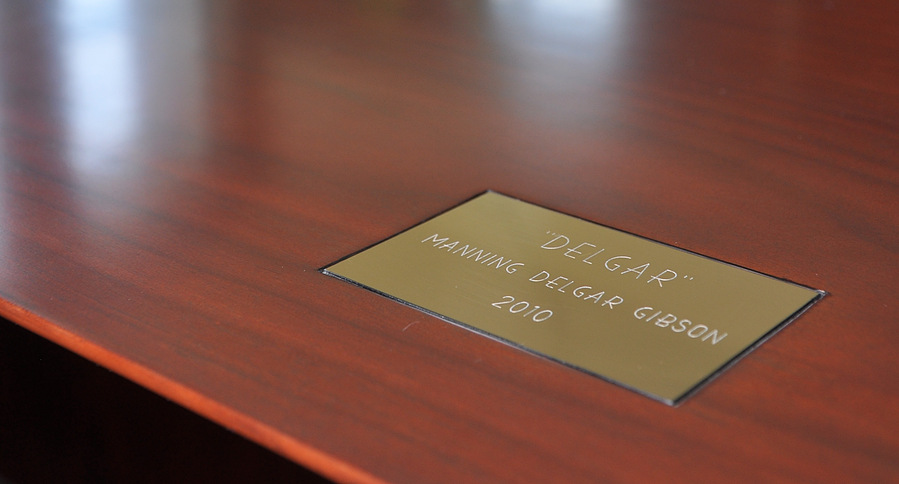 "DELGAR"
MANNING DELGAR GIBSON
2010